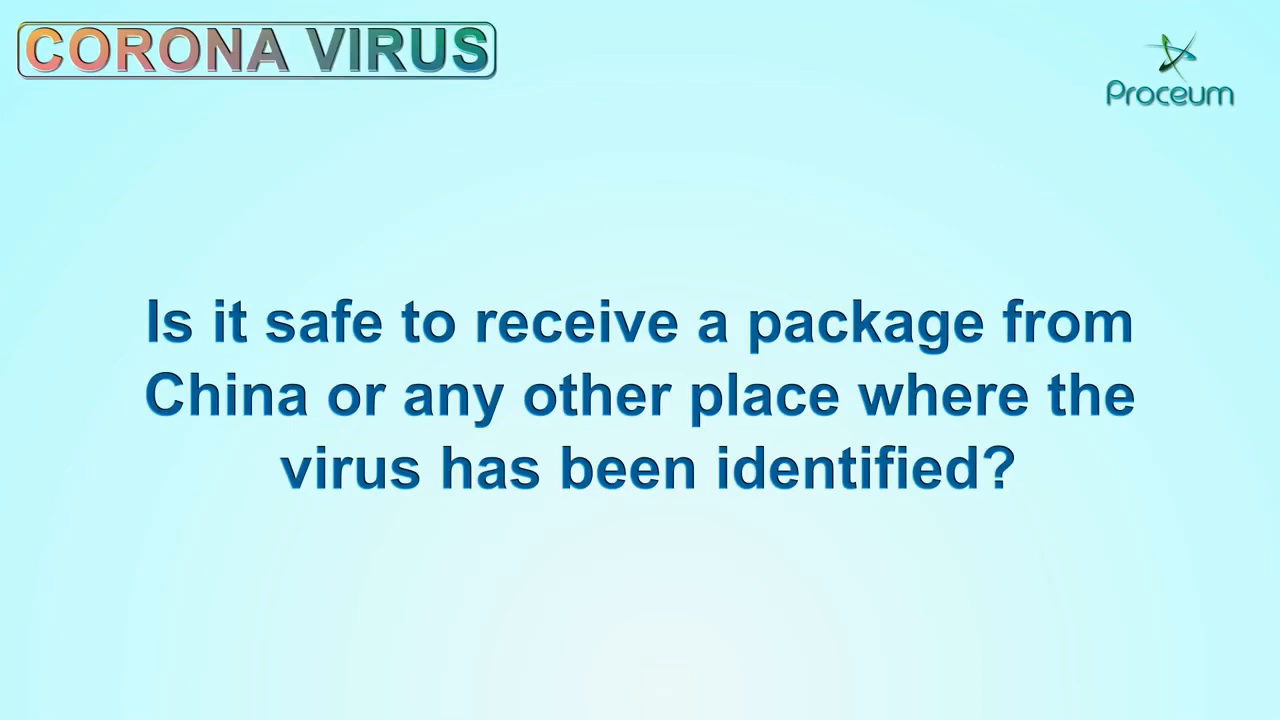 CORONA VIRUS
Proceum
Is it safe to receive a package from
China or any other place where the
virus has been identified?